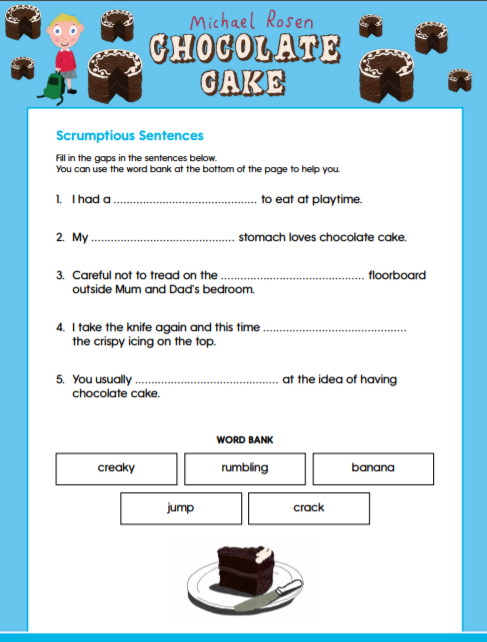 Michael Rosen
CHOCOLATE
CAKE
Scrumptious Sentences
Fill in the gaps in the sentences below.
You can use the word bank at the bottom of the page to help you.
1. I had a ............................................ to eat at playtime.
2. My ............................................ stomach loves chocolate cake.
3. Careful not to tread on the ............................................ floorboard
outside Mum and Dad's bedroom.
4. I take the knife again and this time ............................................
the crispy icing on the top.
5. You usually ............................................ at the idea of having
chocolate cake.
WORD BANK
creaky rumbling banana
jump crack